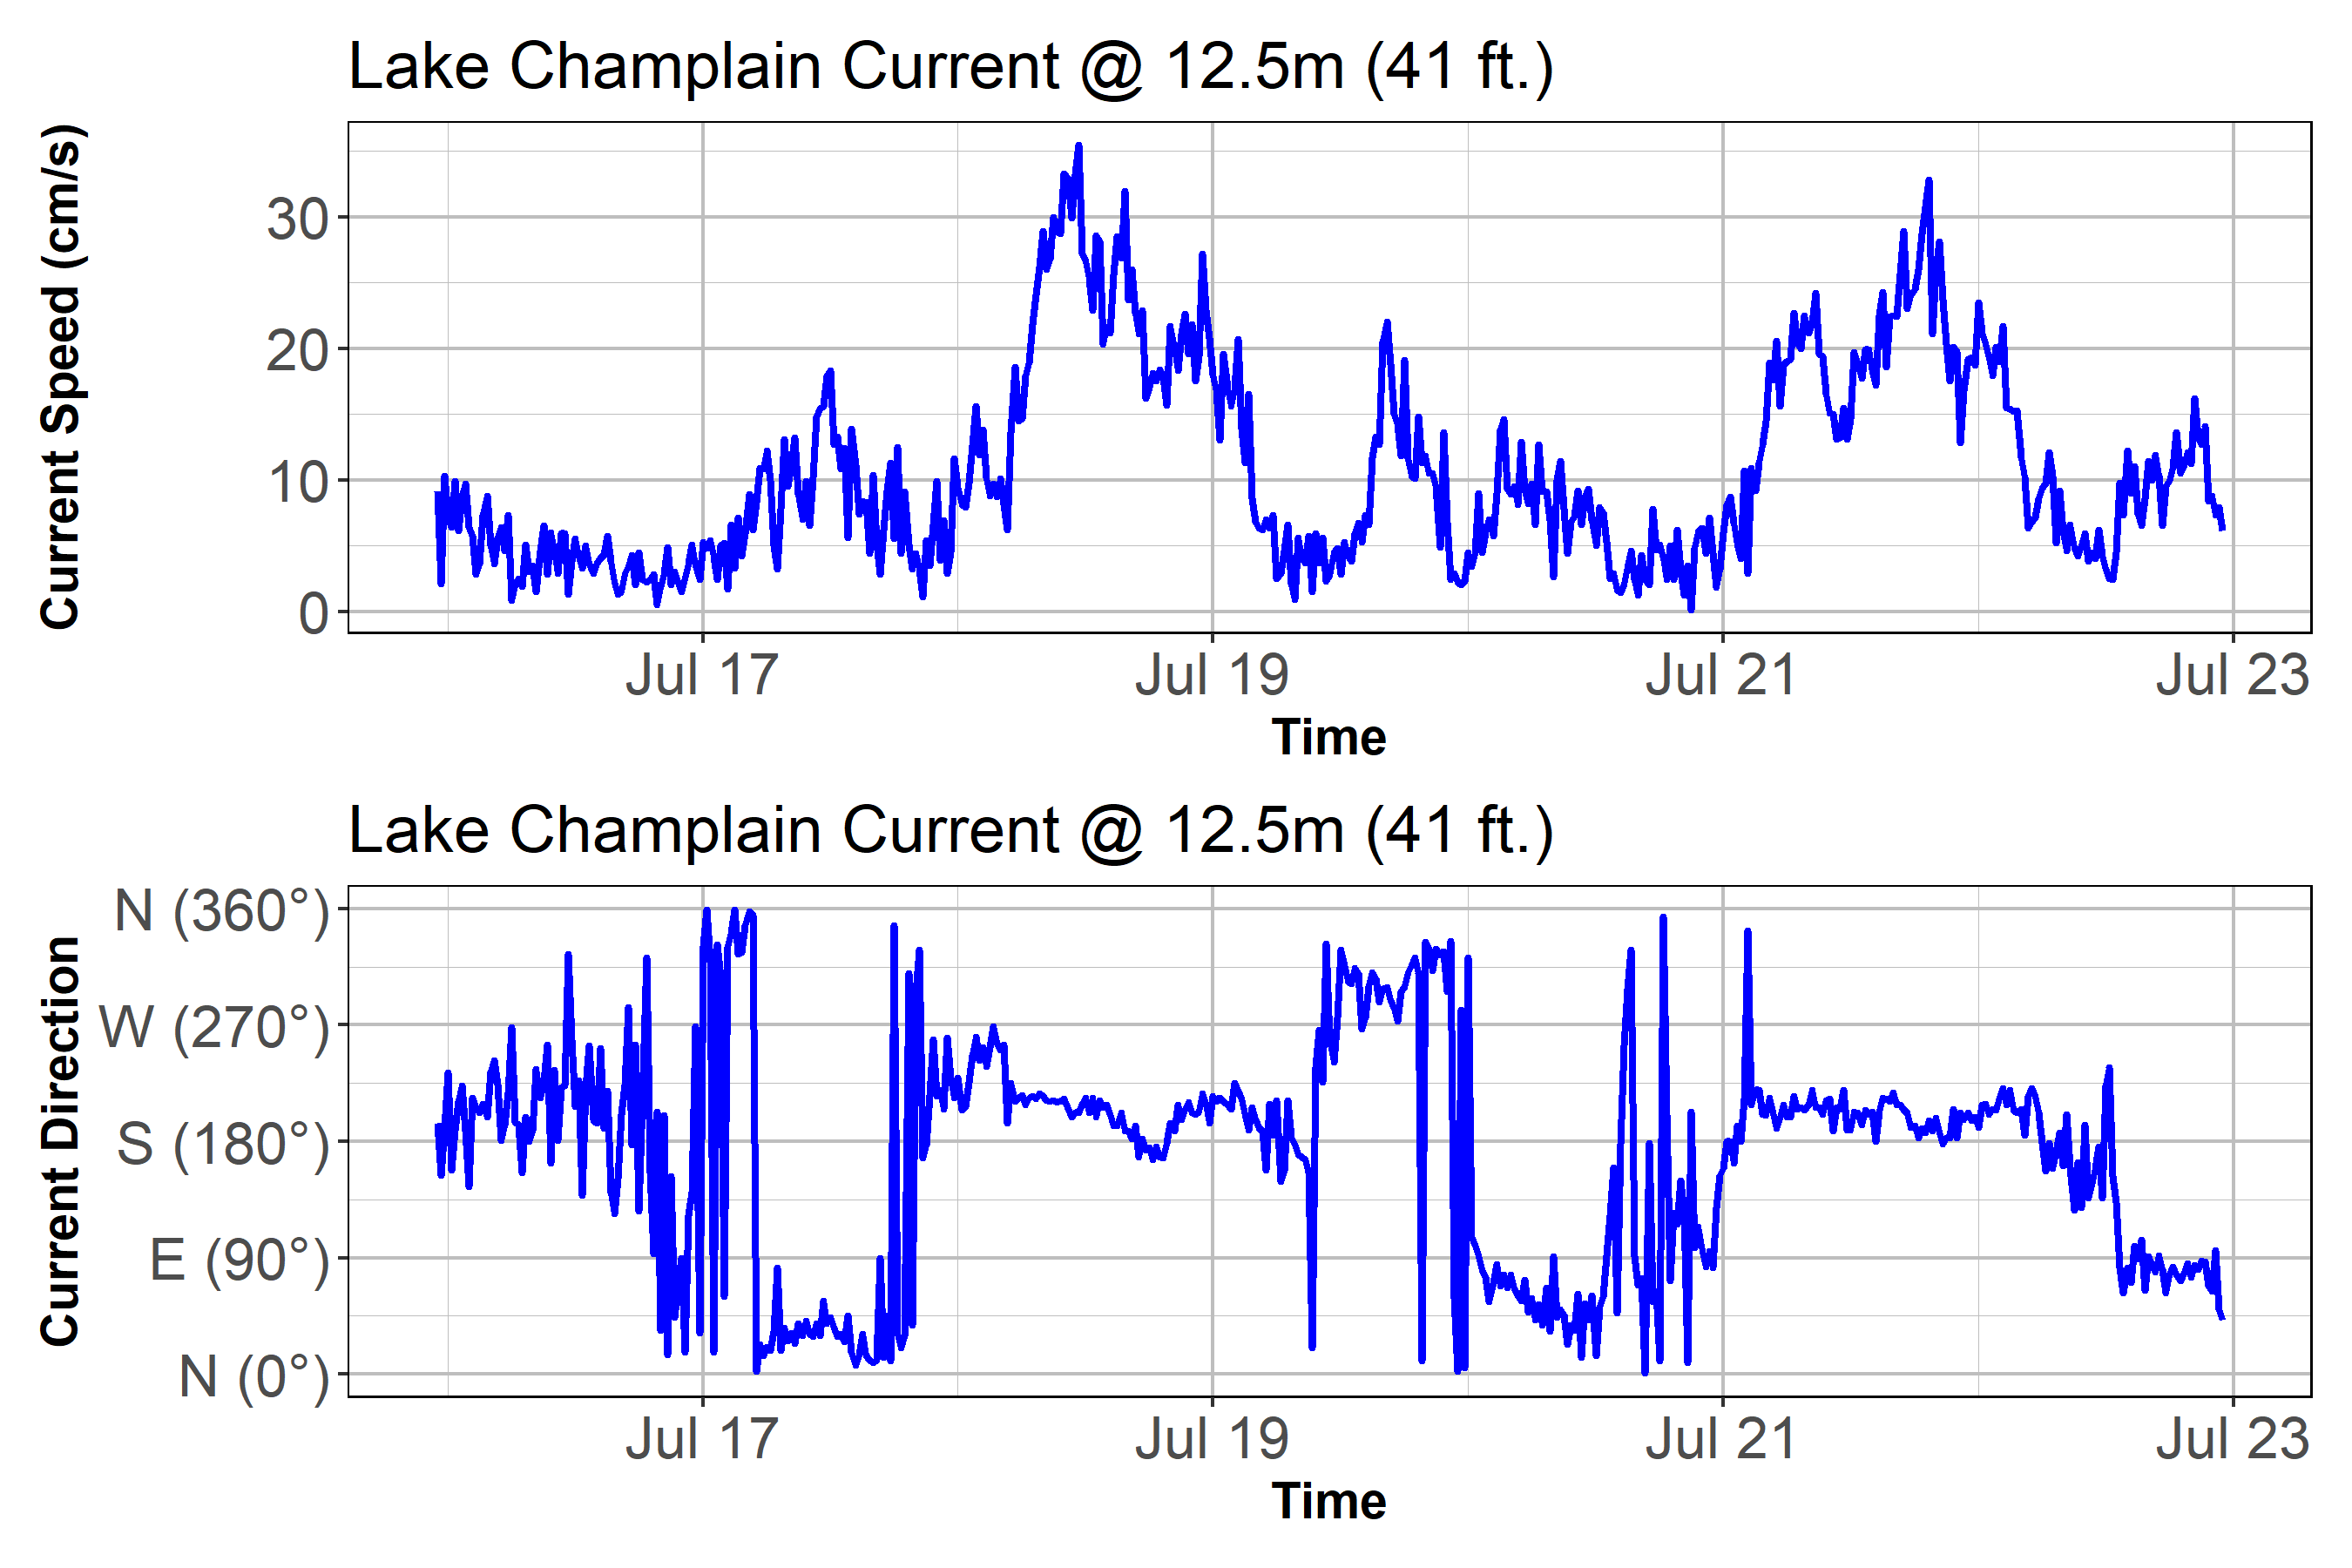 Lake Champlain Current @ 12.5m (41 ft.)
Current Speed (cm/s)
30
20
10
0
Jul 17 Jul 19 Jul 21 Jul 23
Time
Lake Champlain Current @ 12.5m (41 ft.)
Current Direction
N (360°)
W (270°)
S (180°)
E (90°)
N (0°)
Jul 17 Jul 19 Jul 21 Jul 23
Time